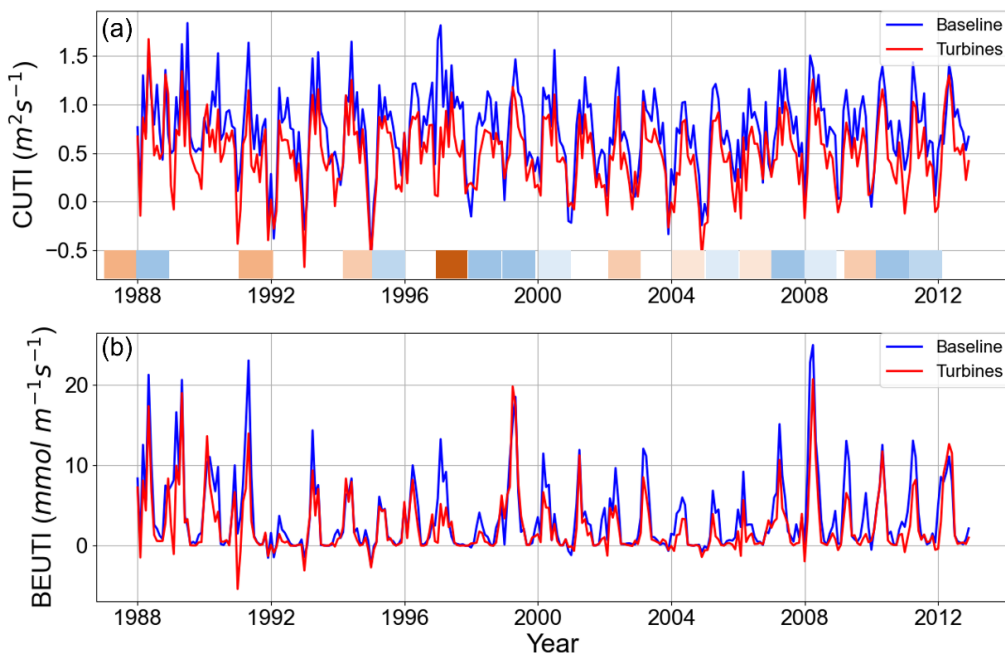 (a)
Baseline
Turbines
CUTI (m²s⁻¹)
1.5
1.0
0.5
0.0
−0.5
1988 1992 1996 2000 2004 2008 2012
(b)
Baseline
Turbines
BEUTI (mmol m⁻¹s⁻¹)
20
10
0
1988 1992 1996 2000 2004 2008 2012
Year